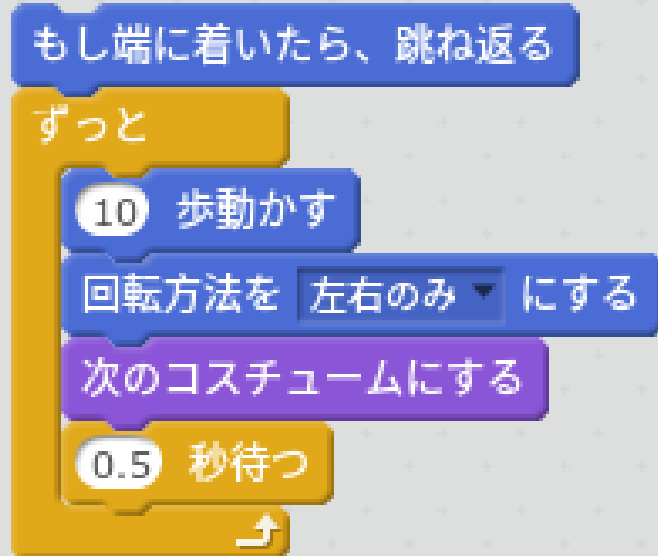 もし端に着いたら、跳ね返る
ずっと
10 歩動かす
回転方法を 左右のみ にする
次のコスチュームにする
0.5 秒待つ